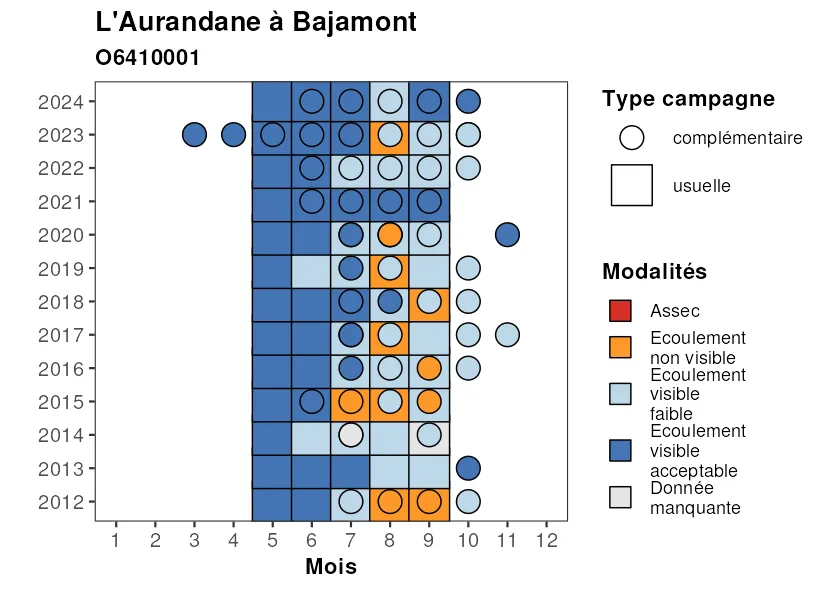 L'Aurandane à Bajamont
O6410001
2024
2023
2022
2021
2020
2019
2018
2017
2016
2015
2014
2013
2012
1 2 3 4 5 6 7 8 9 10 11 12
Mois
Type campagne
complémentaire
usuelle
Modalités
Assec
Ecoulement
non visible
Ecoulement
visible
faible
Ecoulement
visible
acceptable
Donnée
manquante